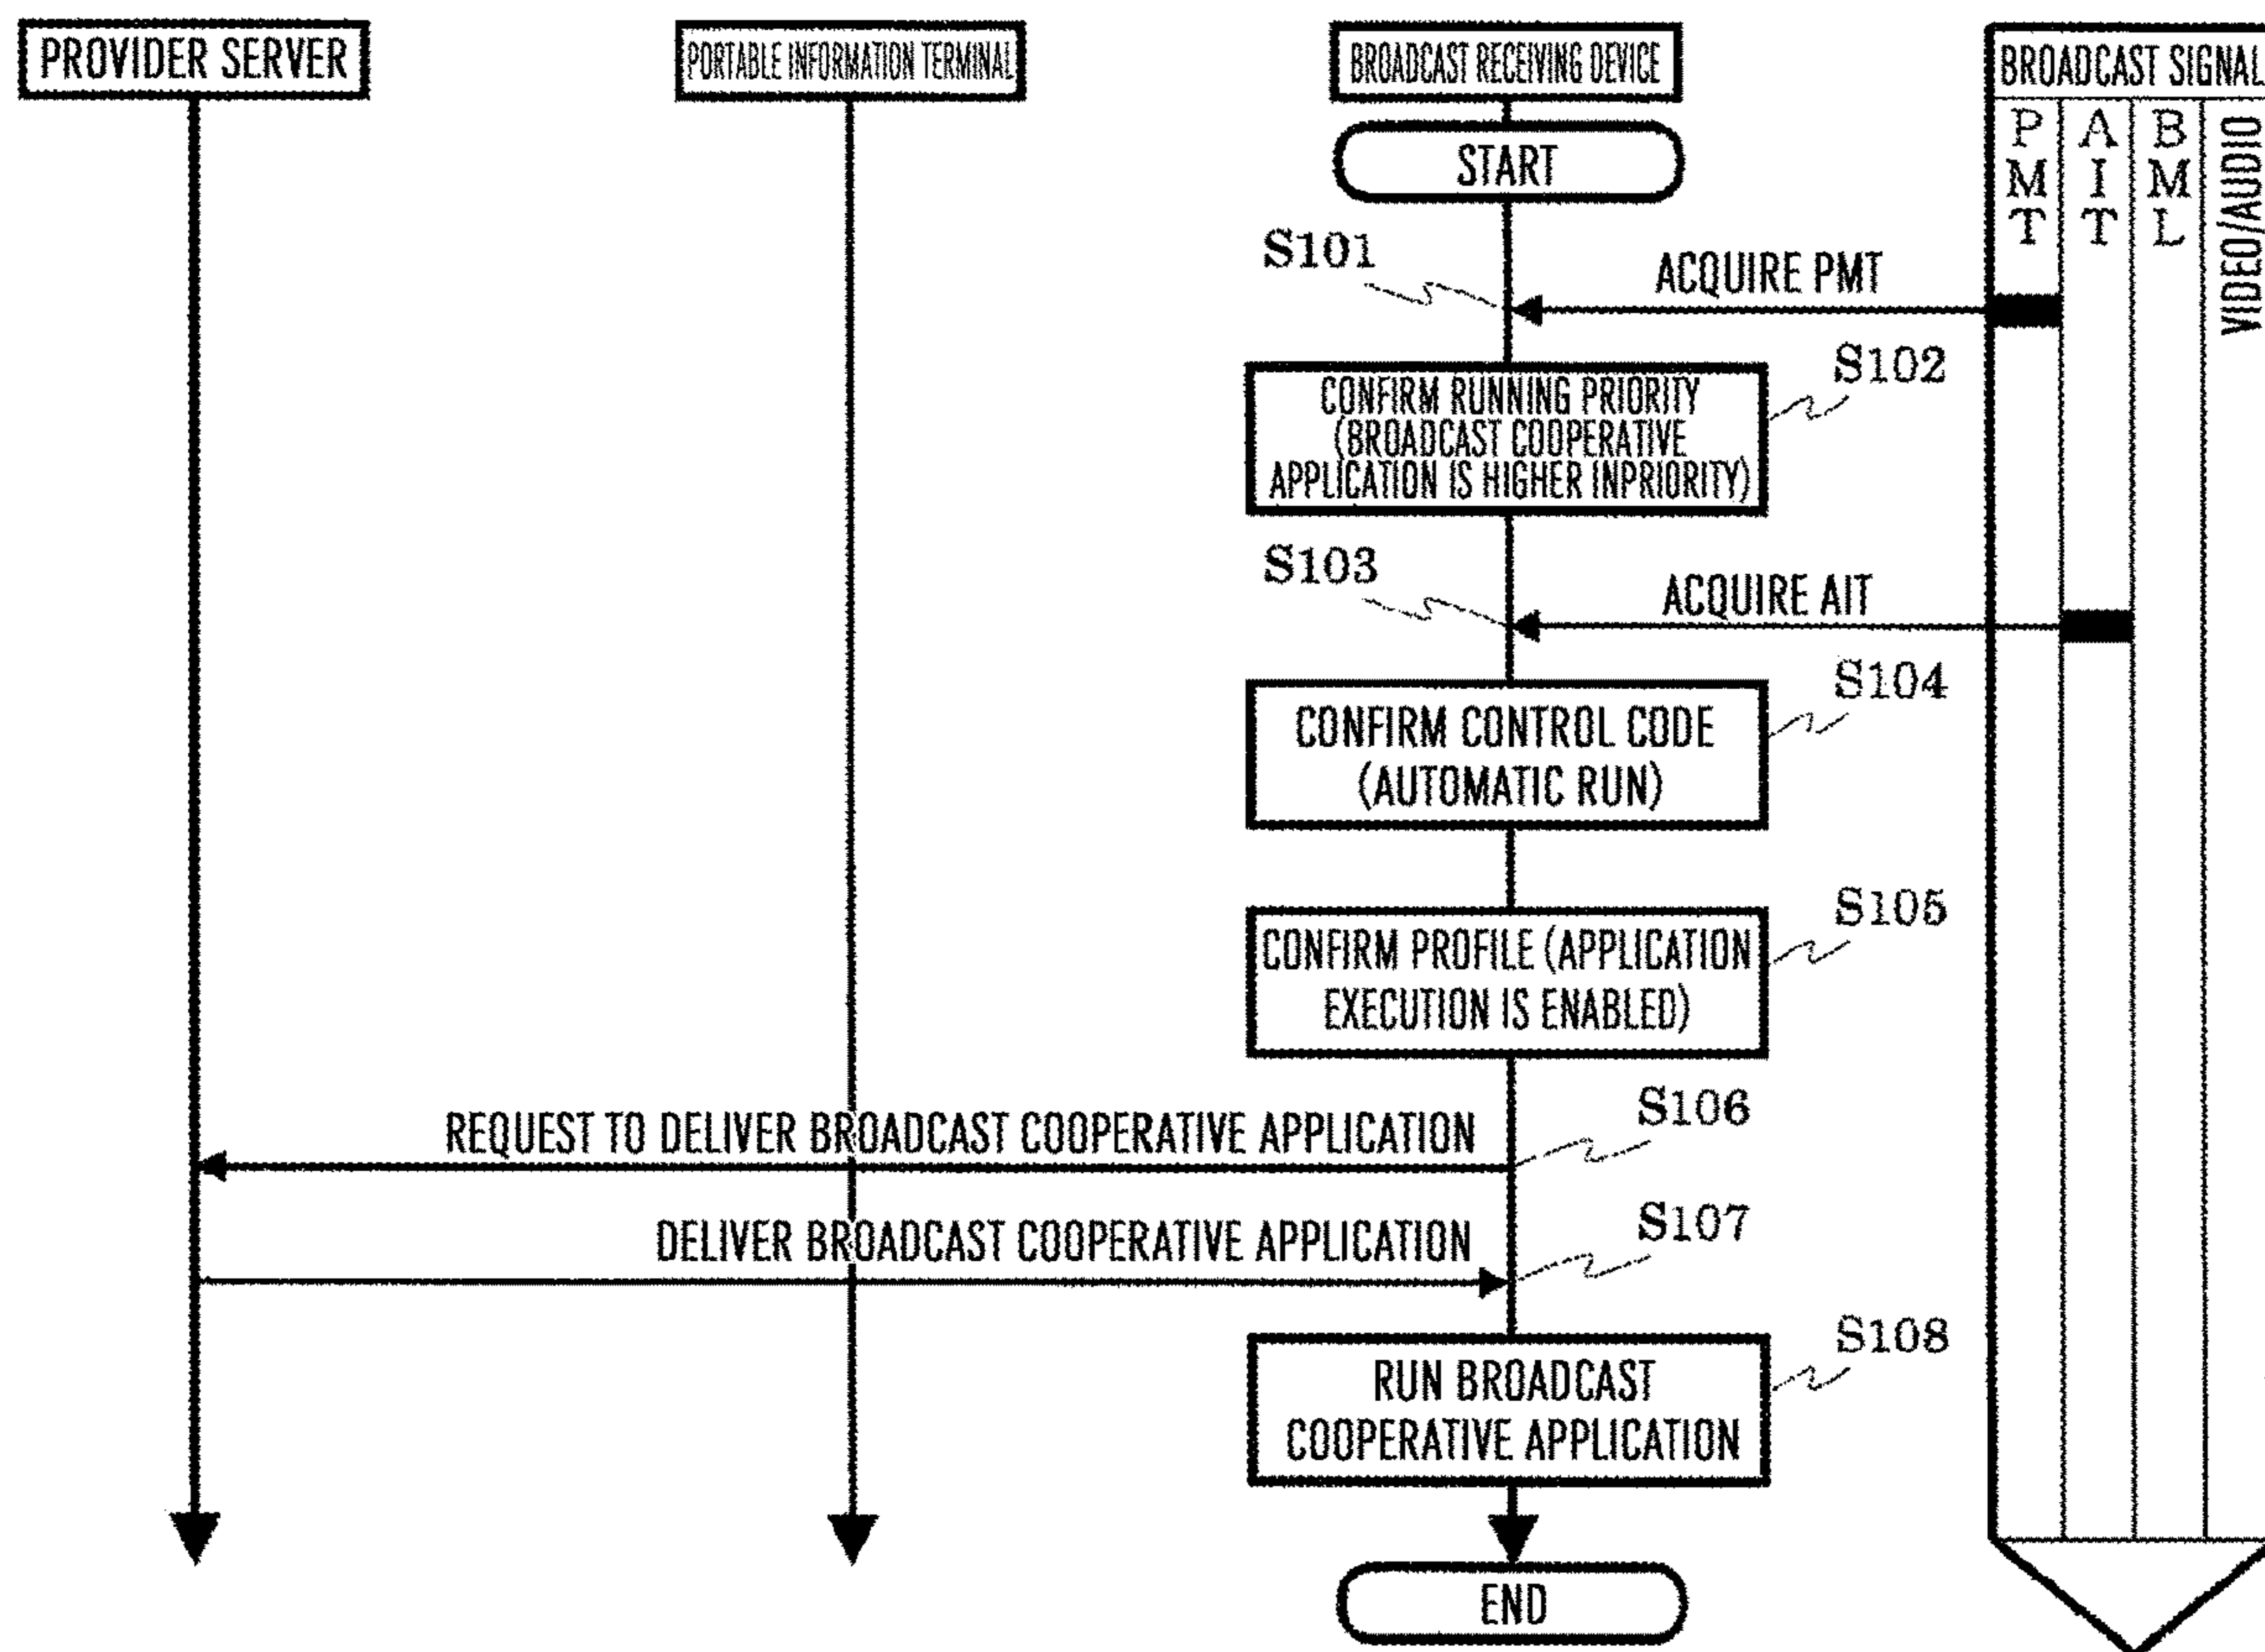 PROVIDER SERVER
PORTABLE INFORMATION TERMINAL
BROADCAST RECEIVING DEVICE
BROADCAST SIGNAL
PMT
AIT
BML
VIDEO/AUDIO
START
S101
ACQUIRE PMT
S102
CONFIRM RUNNING PRIORITY
(BROADCAST COOPERATIVE
APPLICATION IS HIGHER INPRIORITY)
S103
ACQUIRE AIT
S104
CONFIRM CONTROL CODE
(AUTOMATIC RUN)
S105
CONFIRM PROFILE (APPLICATION
EXECUTION IS ENABLED)
S106
REQUEST TO DELIVER BROADCAST COOPERATIVE APPLICATION
S107
DELIVER BROADCAST COOPERATIVE APPLICATION
S108
RUN BROADCAST
COOPERATIVE APPLICATION
END